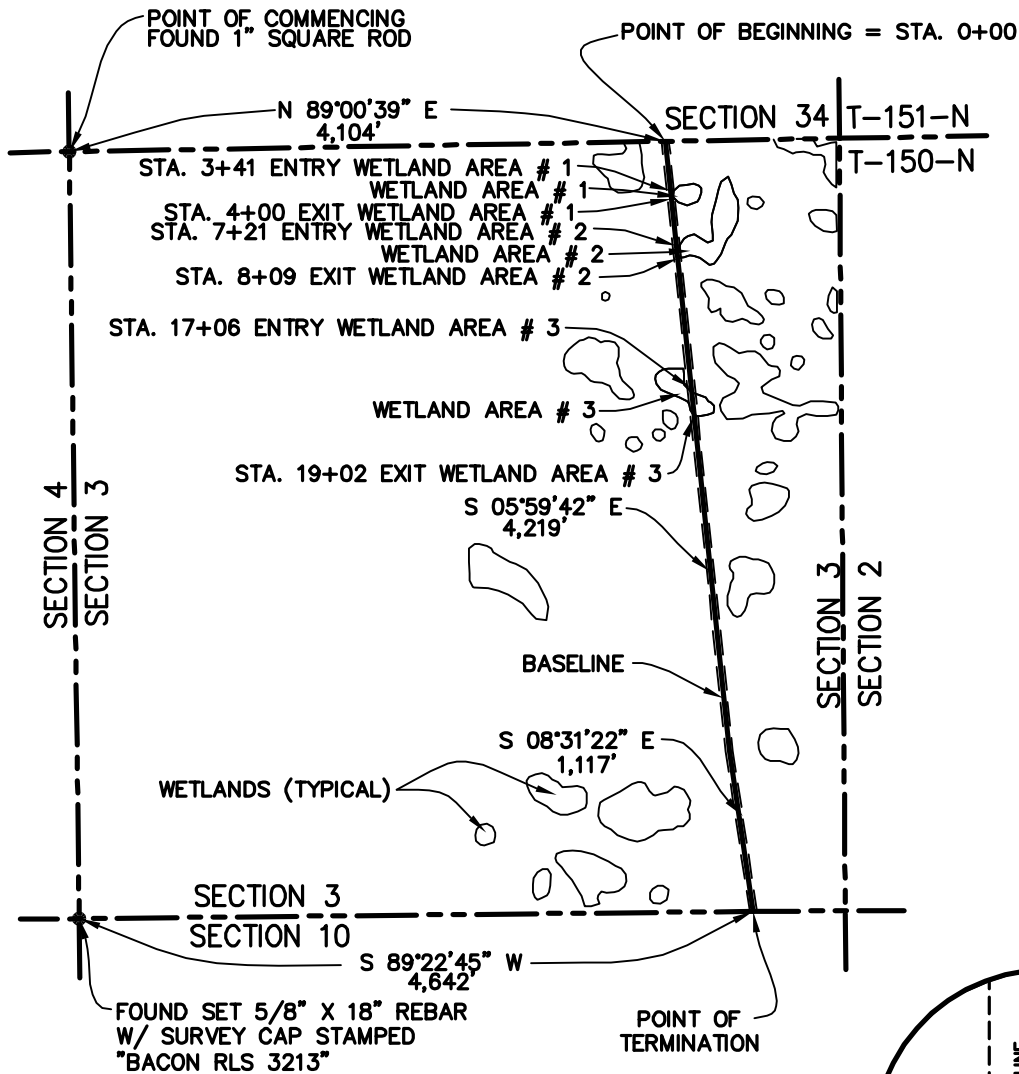 POINT OF COMMENCING
FOUND 1" SQUARE ROD
POINT OF BEGINNING = STA. 0+00
N 89°00'39" E
4,104'
SECTION 34
T-151-N
T-150-N
STA. 3+41 ENTRY WETLAND AREA # 1
WETLAND AREA # 1
STA. 4+00 EXIT WETLAND AREA # 1
STA. 7+21 ENTRY WETLAND AREA # 2
WETLAND AREA # 2
STA. 8+09 EXIT WETLAND AREA # 2
STA. 17+06 ENTRY WETLAND AREA # 3
WETLAND AREA # 3
STA. 19+02 EXIT WETLAND AREA # 3
SECTION 4
SECTION 3
S 05°59'42" E
4,219'
SECTION 3
SECTION 2
BASELINE
S 08°31'22" E
1,117'
WETLANDS (TYPICAL)
SECTION 3
SECTION 10
S 89°22'45" W
4,642'
FOUND SET 5/8" X 18" REBAR
W/ SURVEY CAP STAMPED
"BACON RLS 3213"
POINT OF
TERMINATION